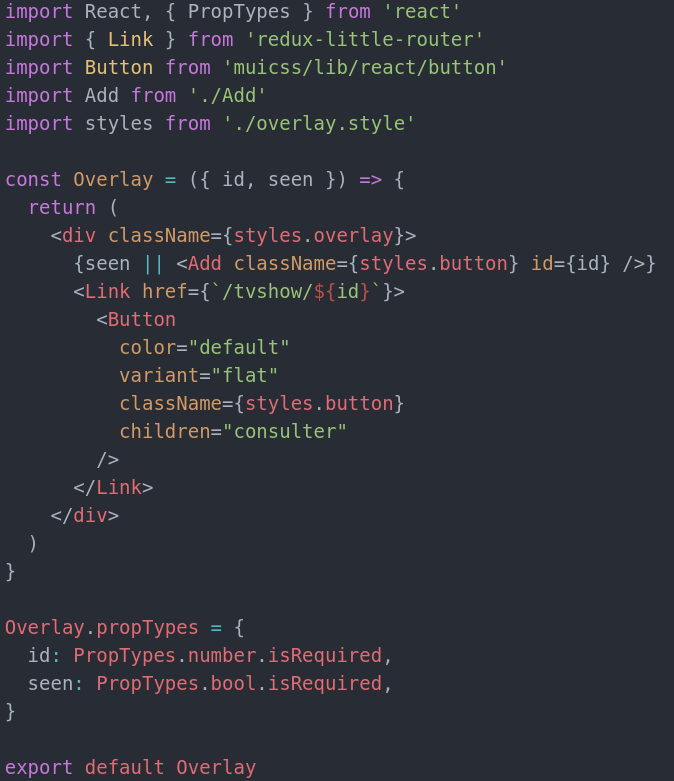 import React, { PropTypes } from 'react'
import { Link } from 'redux-little-router'
import Button from 'muicss/lib/react/button'
import Add from './Add'
import styles from './overlay.style'

const Overlay = ({ id, seen }) => {
  return (
    <div className={styles.overlay}>
      {seen || <Add className={styles.button} id={id} />}
      <Link href={`/tvshow/${id}`}>
        <Button
          color="default"
          variant="flat"
          className={styles.button}
          children="consulter"
        />
      </Link>
    </div>
  )
}

Overlay.propTypes = {
  id: PropTypes.number.isRequired,
  seen: PropTypes.bool.isRequired,
}

export default Overlay